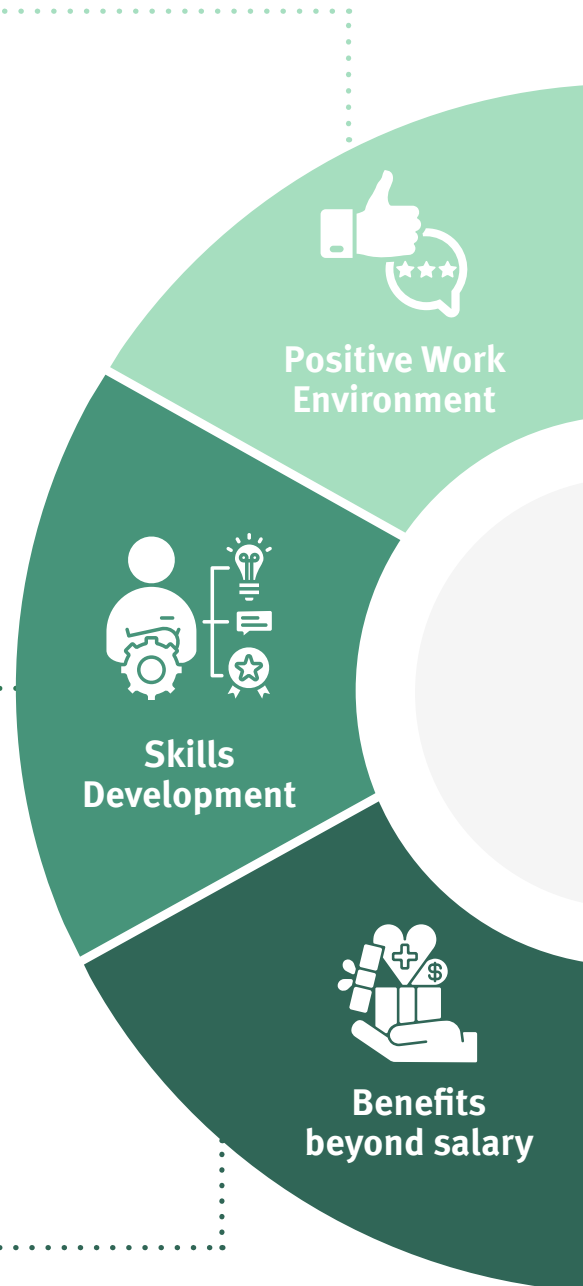 Positive Work
Environment
Skills
Development
$
Benefits
beyond salary